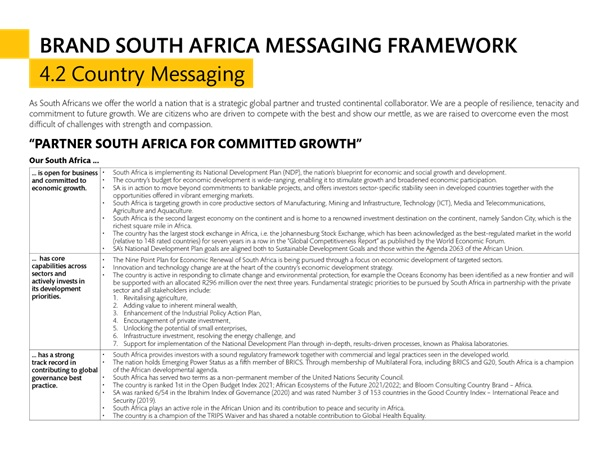 BRAND SOUTH AFRICA MESSAGING FRAMEWORK
4.2 Country Messaging
As South Africans we offer the world a nation that is a strategic global partner and trusted continental collaborator. We are a people of resilience, tenacity and
commitment to future growth. We are citizens who are driven to compete with the best and show our mettle, as we are raised to overcome even the most
difficult of challenges with strength and compassion.
“PARTNER SOUTH AFRICA FOR COMMITTED GROWTH”
Our South Africa ...
... is open for business
and committed to
economic growth.
• South Africa is implementing its National Development Plan (NDP), the nation's blueprint for economic and social growth and development.
• The country's budget for economic development is wide-ranging, enabling it to stimulate growth and broadened economic participation.
• SA is in action to move beyond commitments to bankable projects, and offers investors sector-specific stability seen in developed countries together with the
opportunities offered in vibrant emerging markets.
• South Africa is targeting growth in core productive sectors of Manufacturing, Mining and Infrastructure, Technology (ICT), Media and Telecommunications,
Agriculture and Aquaculture.
• South Africa is the second largest economy on the continent and is home to a renowned investment destination on the continent, namely Sandon City, which is the
richest square mile in Africa.
• The country has the largest stock exchange in Africa, i.e. the Johannesburg Stock Exchange, which has been acknowledged as the best-regulated market in the world
(relative to 148 rated countries) for seven years in a row in the “Global Competitiveness Report” as published by the World Economic Forum.
• SA's National Development Plan goals are aligned both to Sustainable Development Goals and those within the Agenda 2063 of the African Union.
... has core
capabilities across
sectors and
actively invests in
its development
priorities.
• The Nine Point Plan for Economic Renewal of South Africa is being pursued through a focus on economic development of targeted sectors.
• Innovation and technology change are at the heart of the country's economic development strategy.
• The country is active in responding to climate change and environmental protection, for example the Oceans Economy has been identified as a new frontier and will
be supported with an allocated R296 million over the next three years. Fundamental strategic priorities to be pursued by South Africa in partnership with the private
sector and all stakeholders include:
1. Revitalising agriculture,
2. Adding value to inherent mineral wealth,
3. Enhancement of the Industrial Policy Action Plan,
4. Encouragement of private investment,
5. Unlocking the potential of small enterprises,
6. Infrastructure investment, resolving the energy challenge; and
7. Support for implementation of the National Development Plan through in-depth, results-driven processes, known as Phakisa laboratories.
... has a strong
track record in
contributing to global
governance best
practice.
• South Africa provides investors with a sound regulatory framework together with commercial and legal practices seen in the developed world.
• The nation holds Emerging Power Status as a fifth member of BRICS. Through membership of Multilateral Fora, including BRICS and G20, South Africa is a champion
of the African developmental agenda.
• South Africa has served two terms as a non-permanent member of the United Nations Security Council.
• The country is ranked 1st in the Open Budget Index 2021; African Ecosystems of the Future 2021/2022; and Bloom Consulting Country Brand – Africa.
• SA was ranked 6/54 in the Ibrahim Index of Governance (2020) and was rated Number 3 of 153 countries in the Good Country Index – International Peace and
Security (2019).
• South Africa plays an active role in the African Union and its contribution to peace and security in Africa.
• The country is a champion of the TRIPS Waiver and has shared a notable contribution to Global Health Equality.